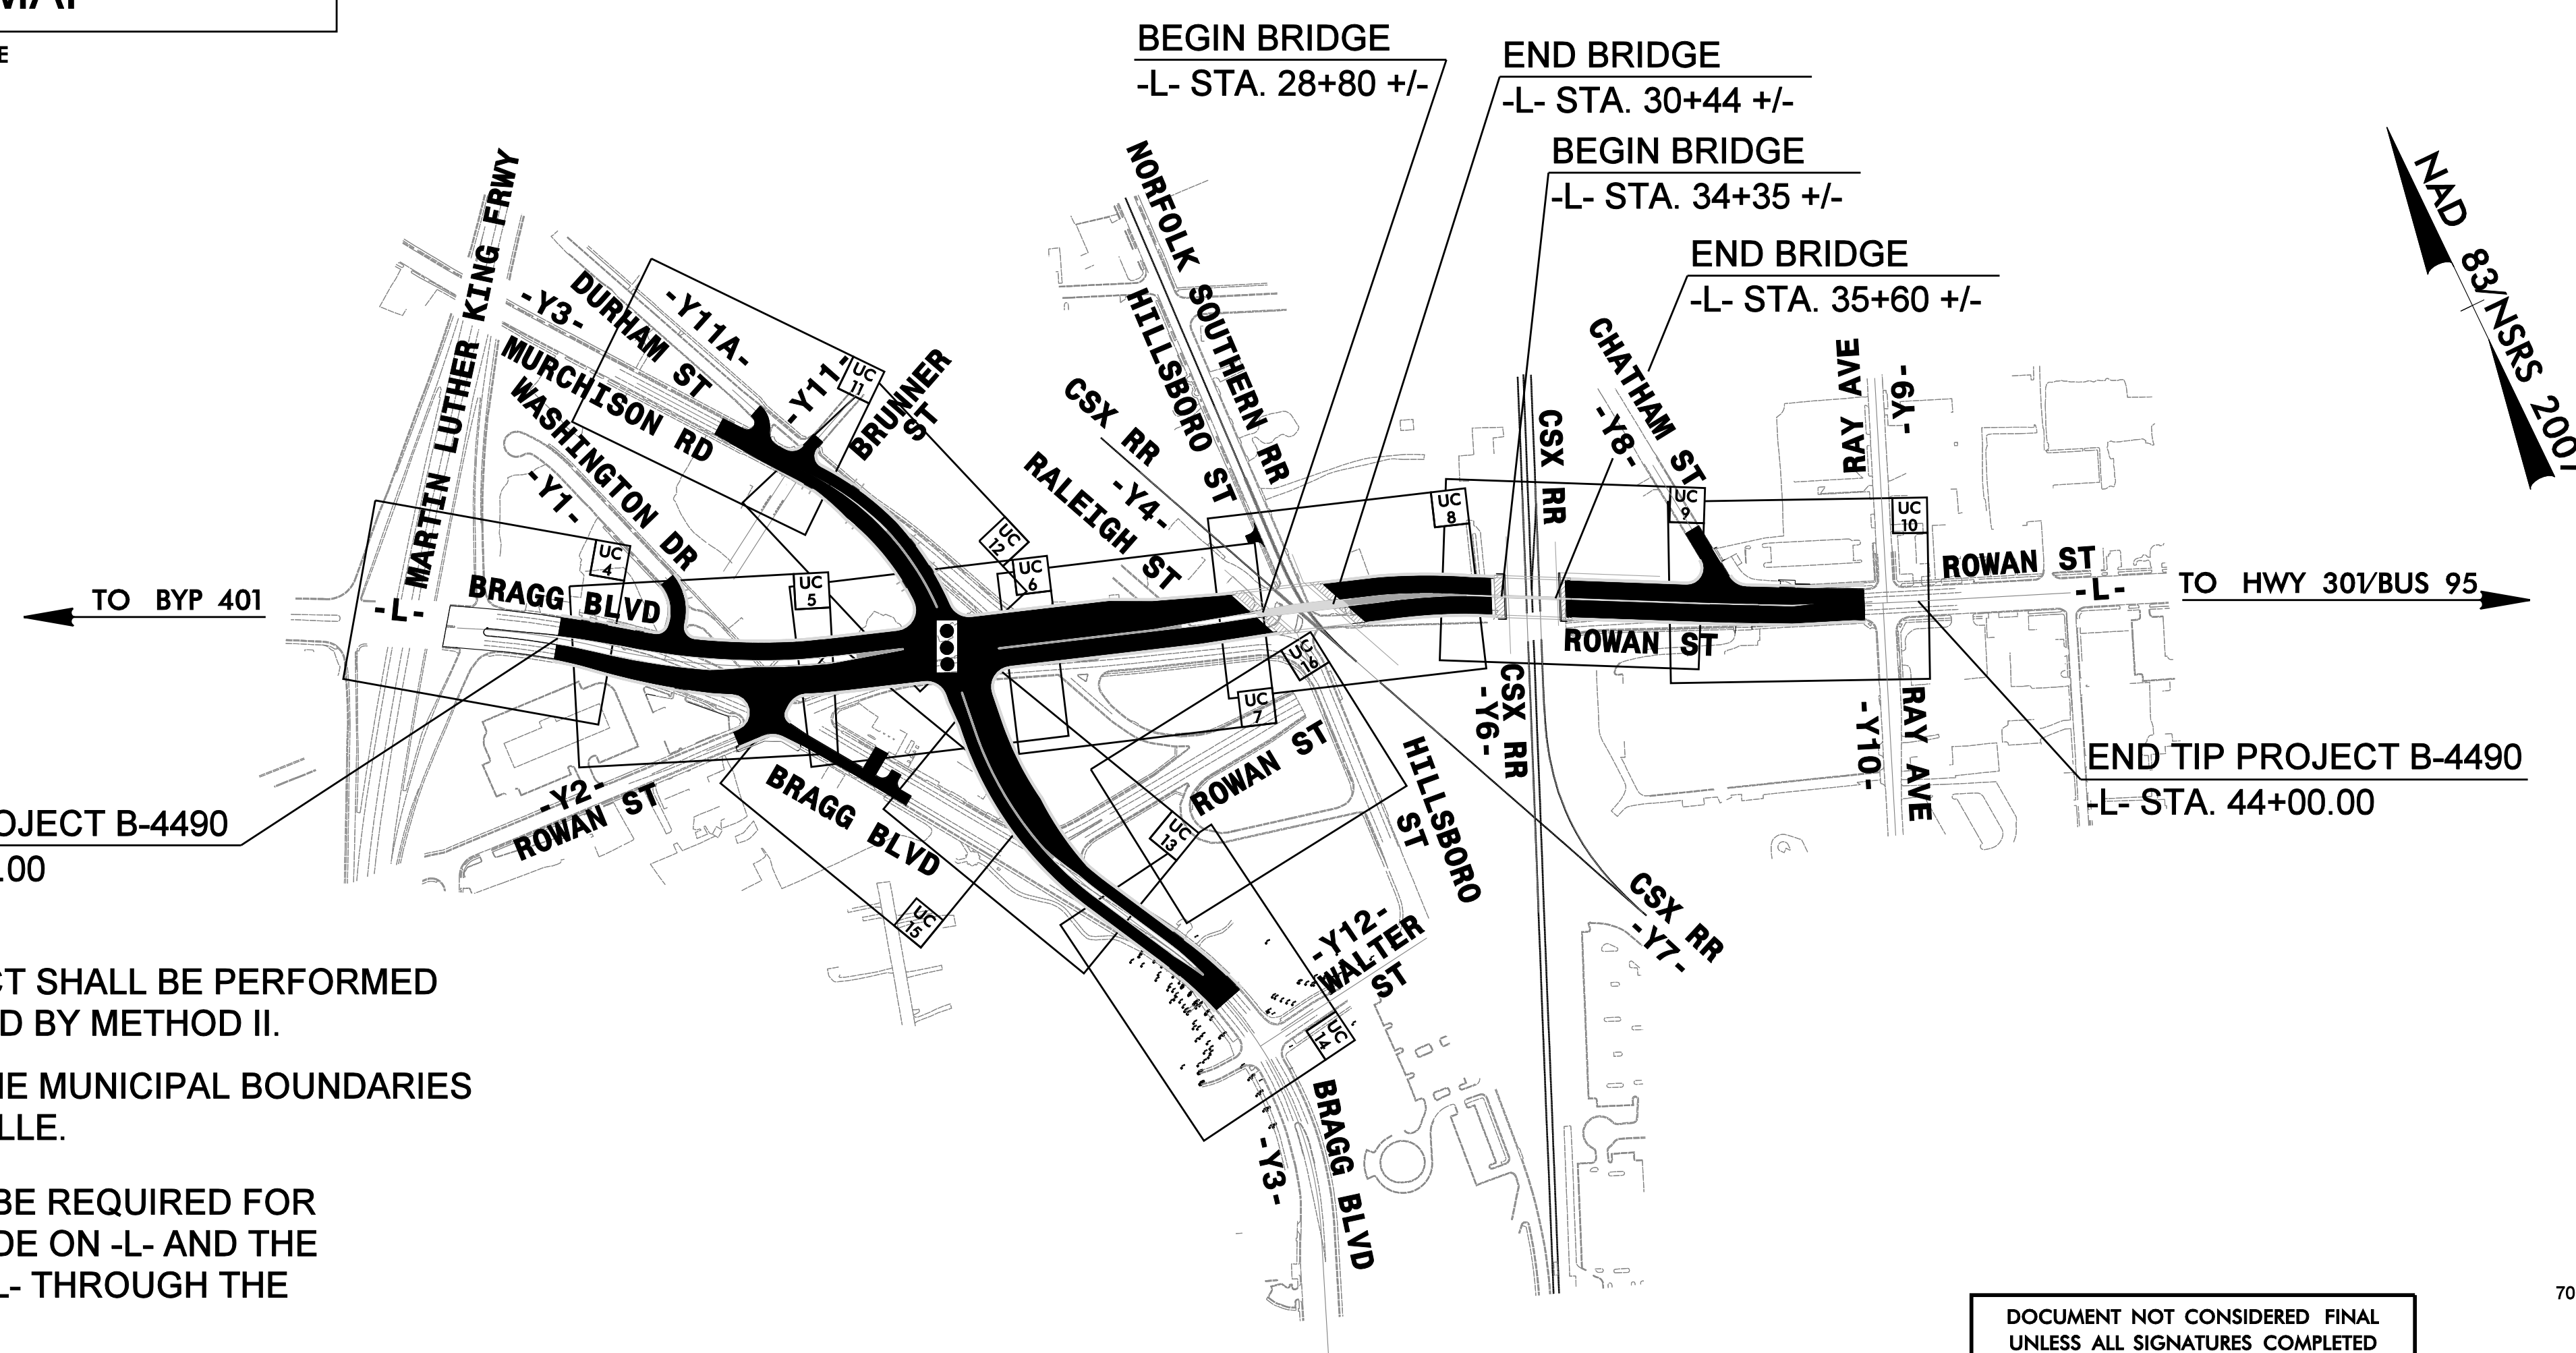 MAP
E
BEGIN BRIDGE
-L- STA. 28+80 +/-
END BRIDGE
-L- STA. 30+44 +/-
BEGIN BRIDGE
-L- STA. 34+35 +/-
END BRIDGE
-L- STA. 35+60 +/-
NAD 83/NSRS 2007
MARTIN LUTHER KING FRWY
-Y3-
DURHAM ST
-Y11A-
-Y11-
UC
11
BRUNNER
ST
MURCHISON RD
WASHINGTON DR
-Y1-
NORFOLK SOUTHERN RR
HILLSBORO ST
CSX RR
-Y4-
RALEIGH ST
CSX RR
CHATHAM ST
-Y8-
RAY AVE
-Y9-
UC
4
UC
5
UC
12
UC
6
UC
8
UC
9
UC
10
TO BYP 401
-L-
BRAGG BLVD
ROWAN ST
-L-
TO HWY 301/BUS 95
ROWAN ST
UC
16
UC
7
CSX RR
-Y6-
-Y10-
RAY AVE
-Y2-
ROWAN ST
BRAGG BLVD
-L-
ROWAN ST
UC
13
HILLSBORO
ST
UC
15
END TIP PROJECT B-4490
-L- STA. 44+00.00
OJECT B-4490
.00
-Y12-
WALTER
ST
CSX RR
-Y7-
UC
14
-Y3-
BRAGG BLVD
CT SHALL BE PERFORMED
D BY METHOD II.
HE MUNICIPAL BOUNDARIES
LLE.
BE REQUIRED FOR
DE ON -L- AND THE
L- THROUGH THE
70
DOCUMENT NOT CONSIDERED FINAL
UNLESS ALL SIGNATURES COMPLETED